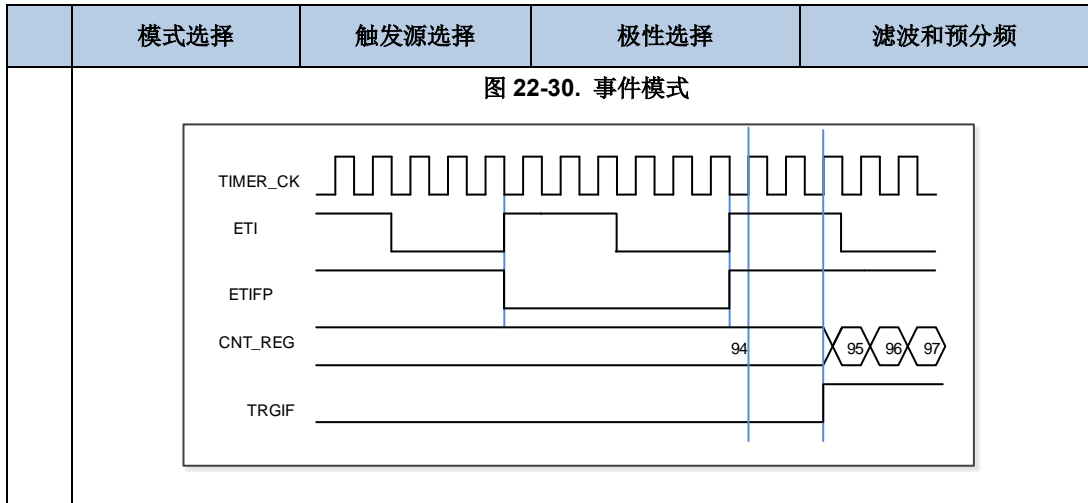 模式选择 触发源选择 极性选择 滤波和预分频
图 22-30. 事件模式
TIMER_CK
ETI
ETIFP
CNT_REG 94 95 96 97
TRGIF